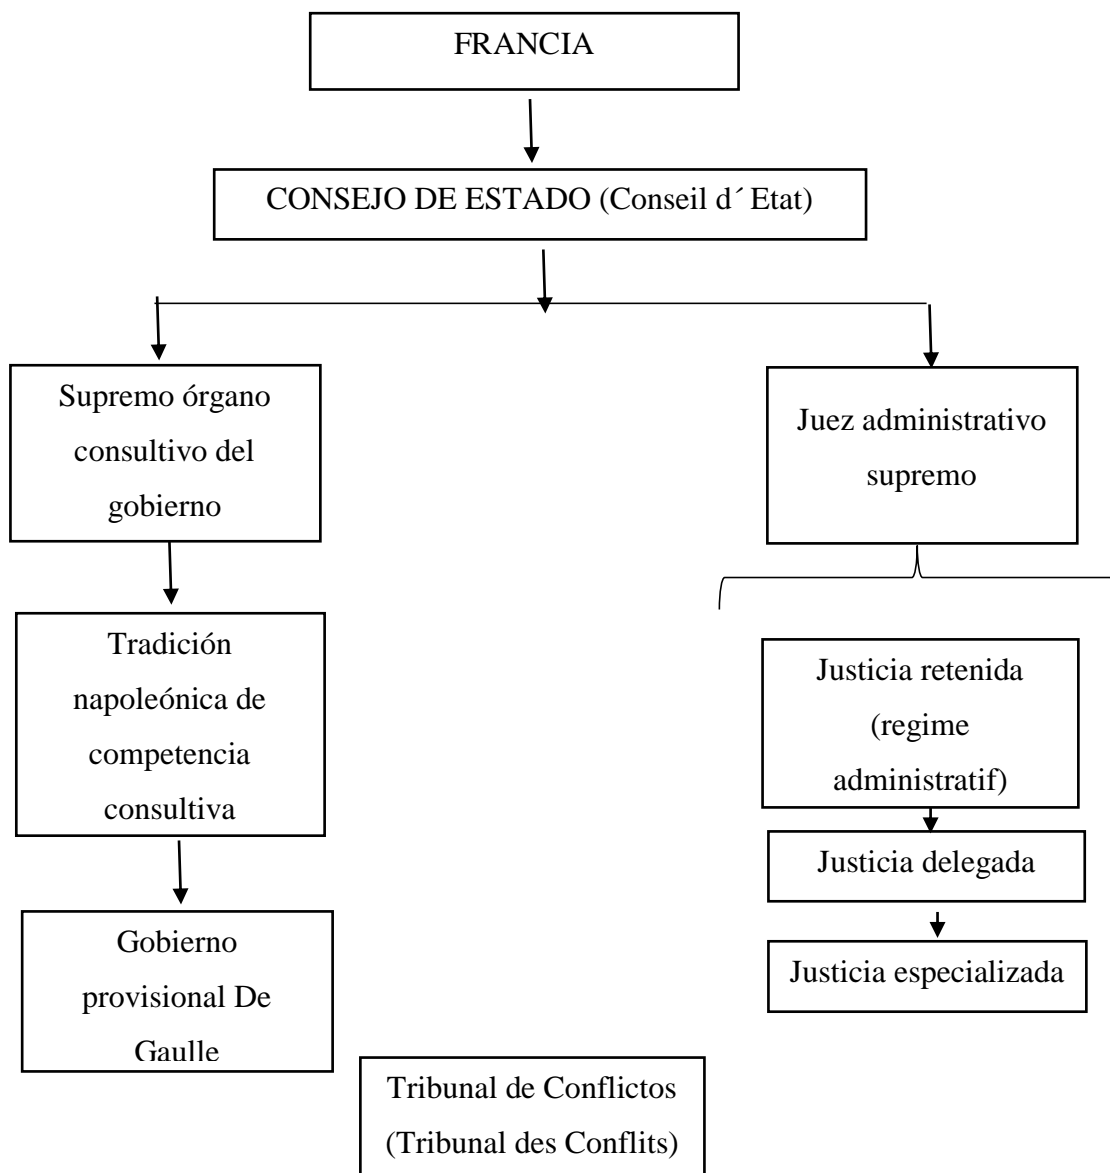 FRANCIA
CONSEJO DE ESTADO (Conseil d´ Etat)
Supremo órgano
consultivo del
gobierno
Juez administrativo
supremo
Tradición
napoleónica de
competencia
consultiva
Justicia retenida
(regime
administratif)
Justicia delegada
Justicia especializada
Gobierno
provisional De
Gaulle
Tribunal de Conflictos
(Tribunal des Conflits)